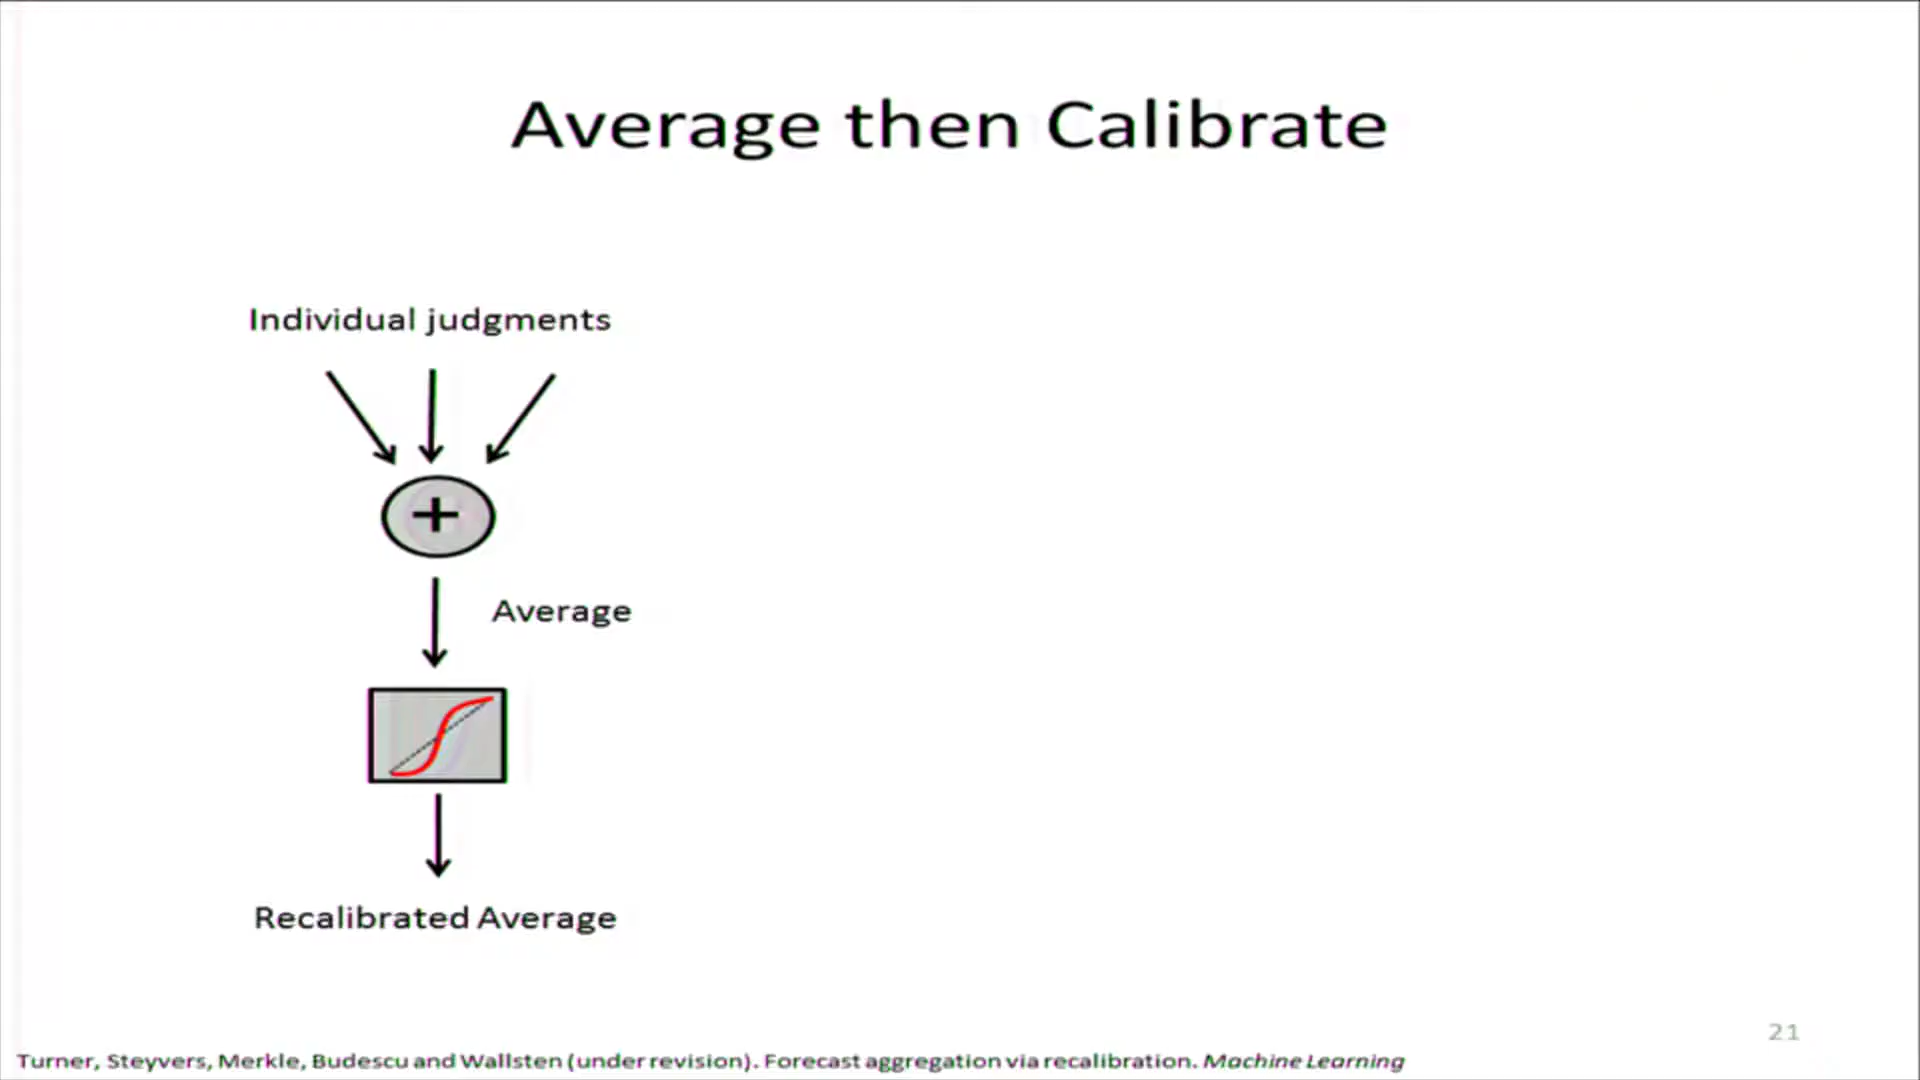 Average then Calibrate
Individual judgments
+
Average
Recalibrated Average
21
Turner, Steyvers, Merkle, Budescu and Wallsten (under revision). Forecast aggregation via recalibration. Machine Learning